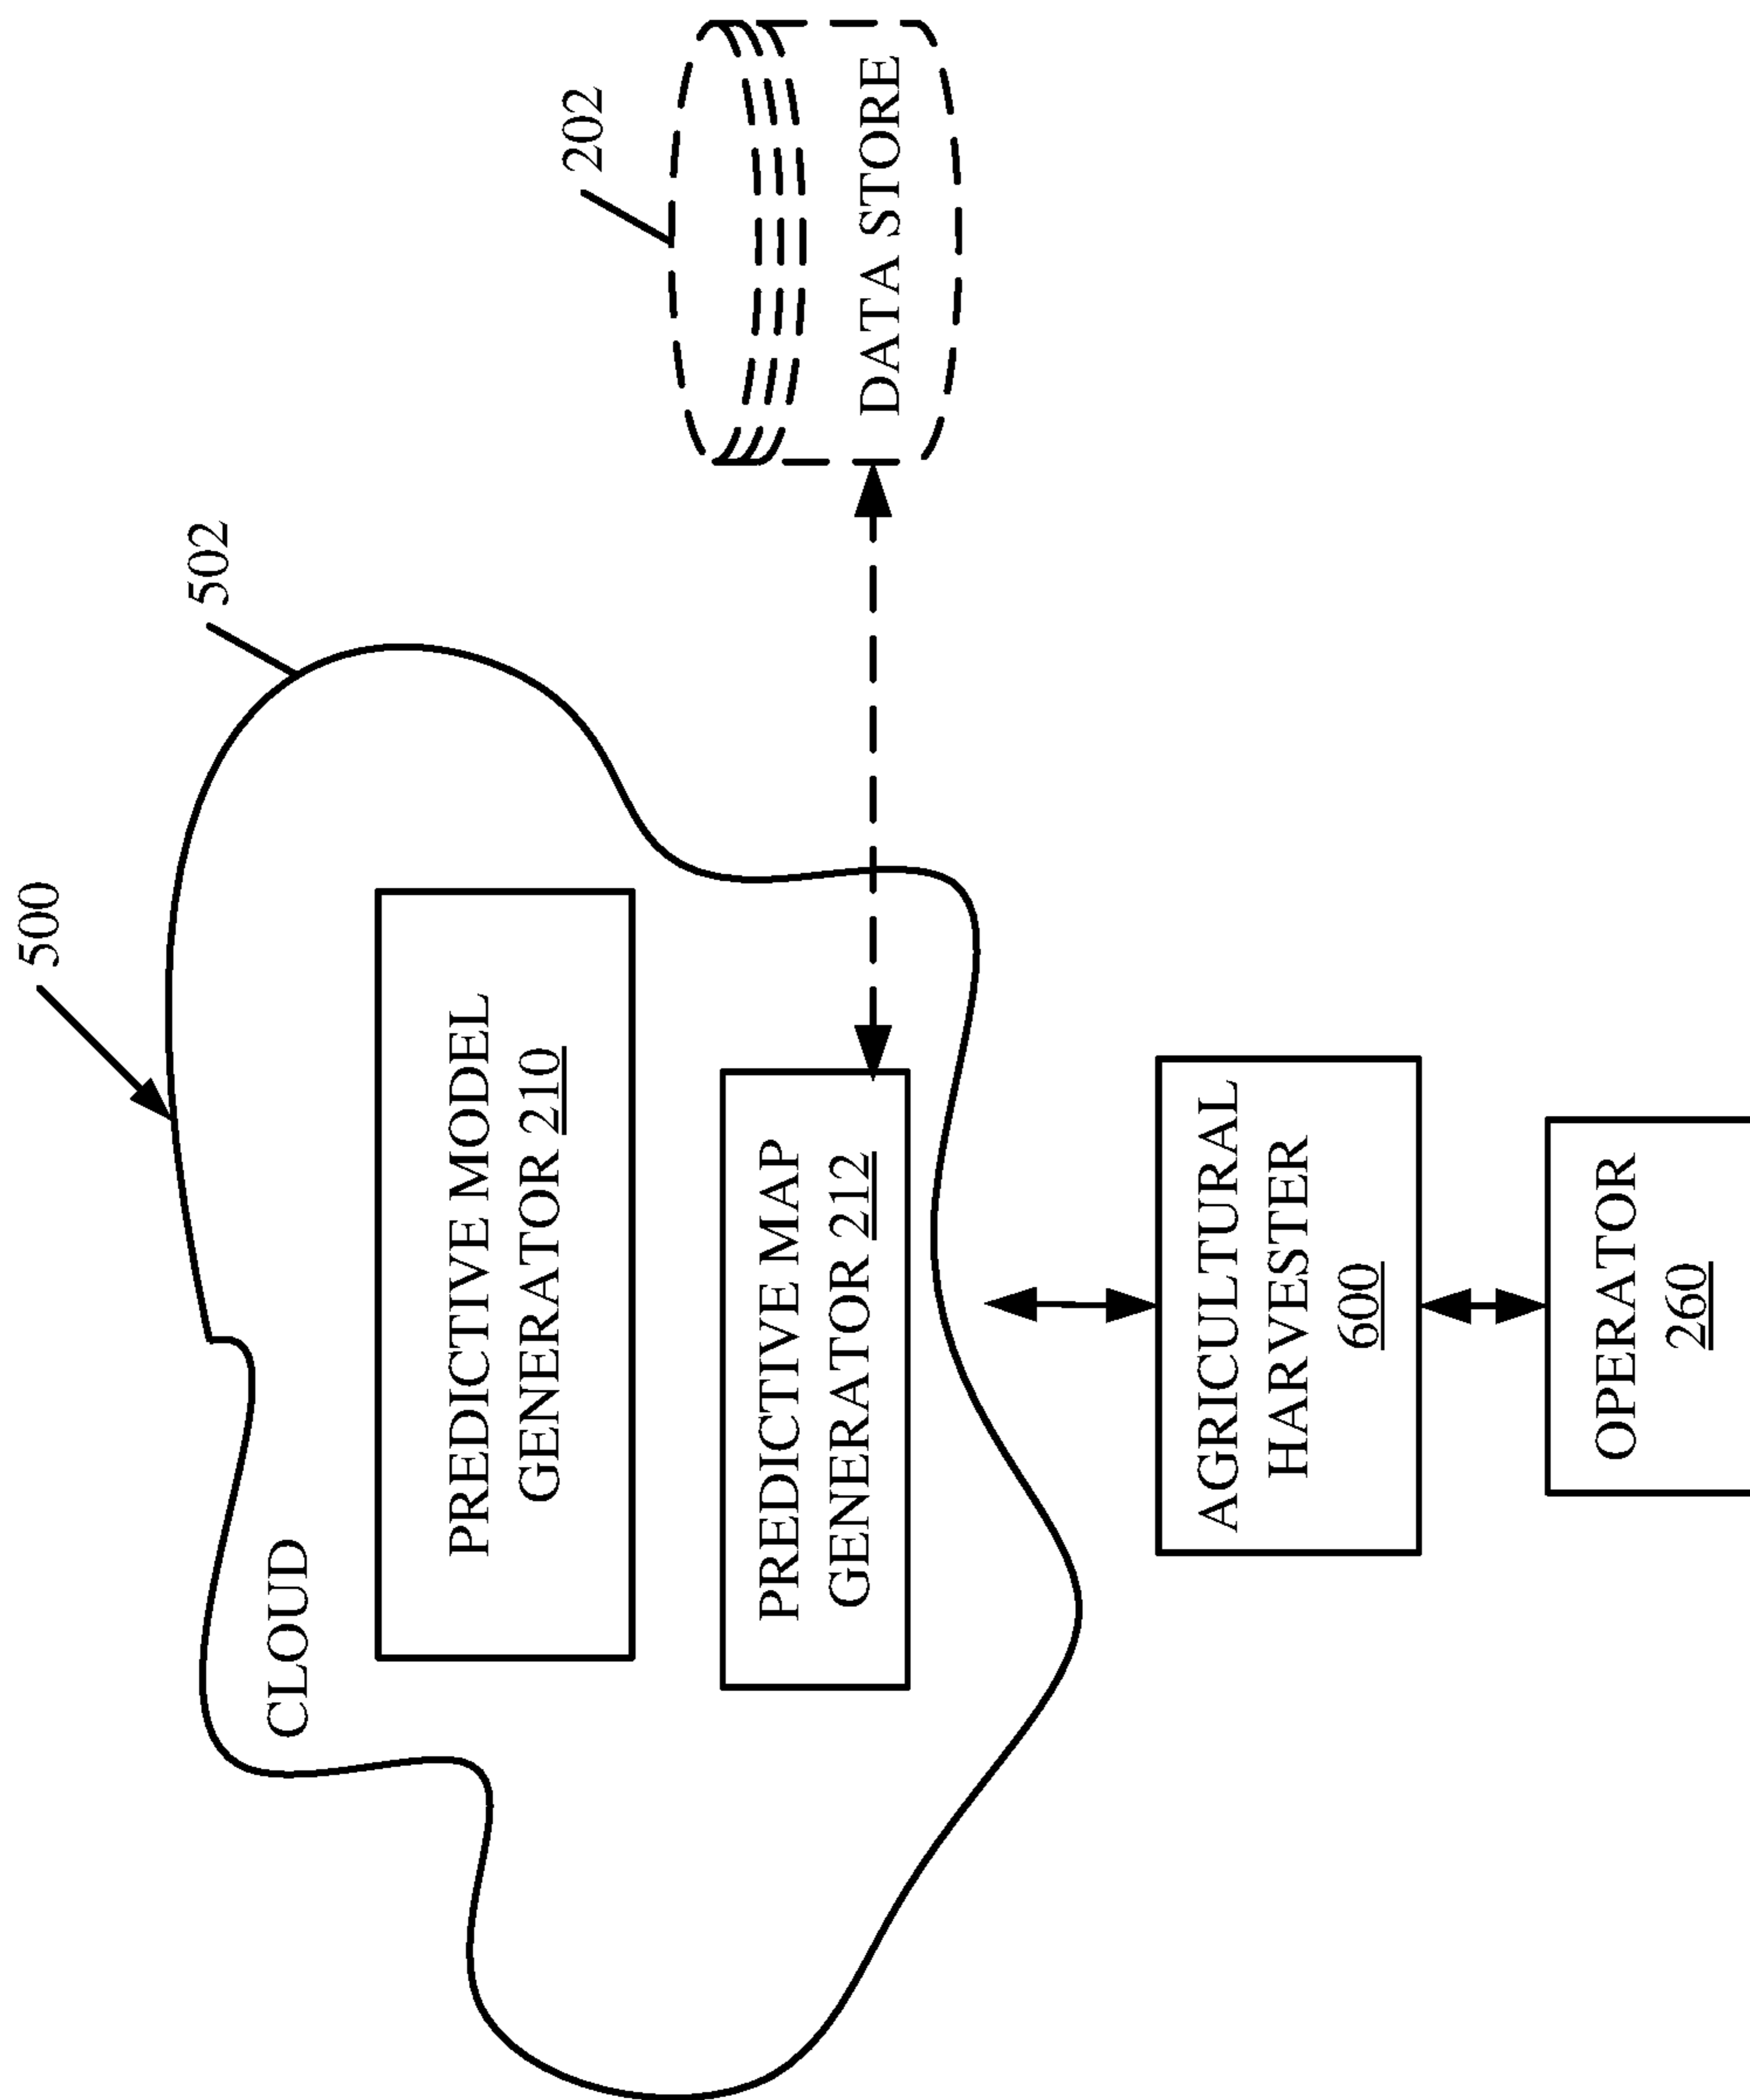 500
502
CLOUD
PREDICTIVE MODEL
GENERATOR 210
202
PREDICTIVE MAP
GENERATOR 212
DATA STORE
AGRICULTURAL
HARVESTER
600
OPERATOR
260